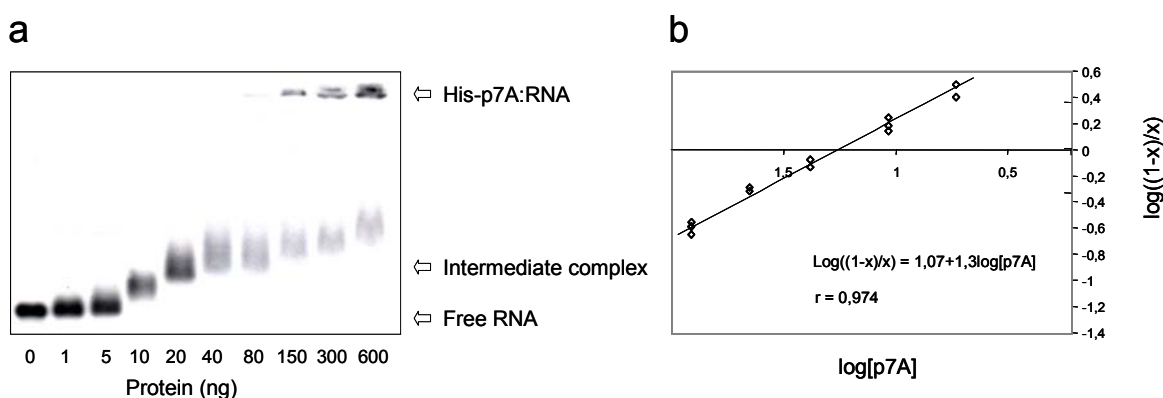 a
His-p7A:RNA
Intermediate complex
Free RNA
0 1 5 10 20 40 80 150 300 600
Protein (ng)
b
0,6
0,4
0,2
0
-0,2
-0,4
-0,6
-0,8
-1
-1,2
-1,4
1,5 1 0,5
log((1-x)/x)
Log((1-x)/x) = 1,07+1,3log[p7A]
r = 0,974
log[p7A]